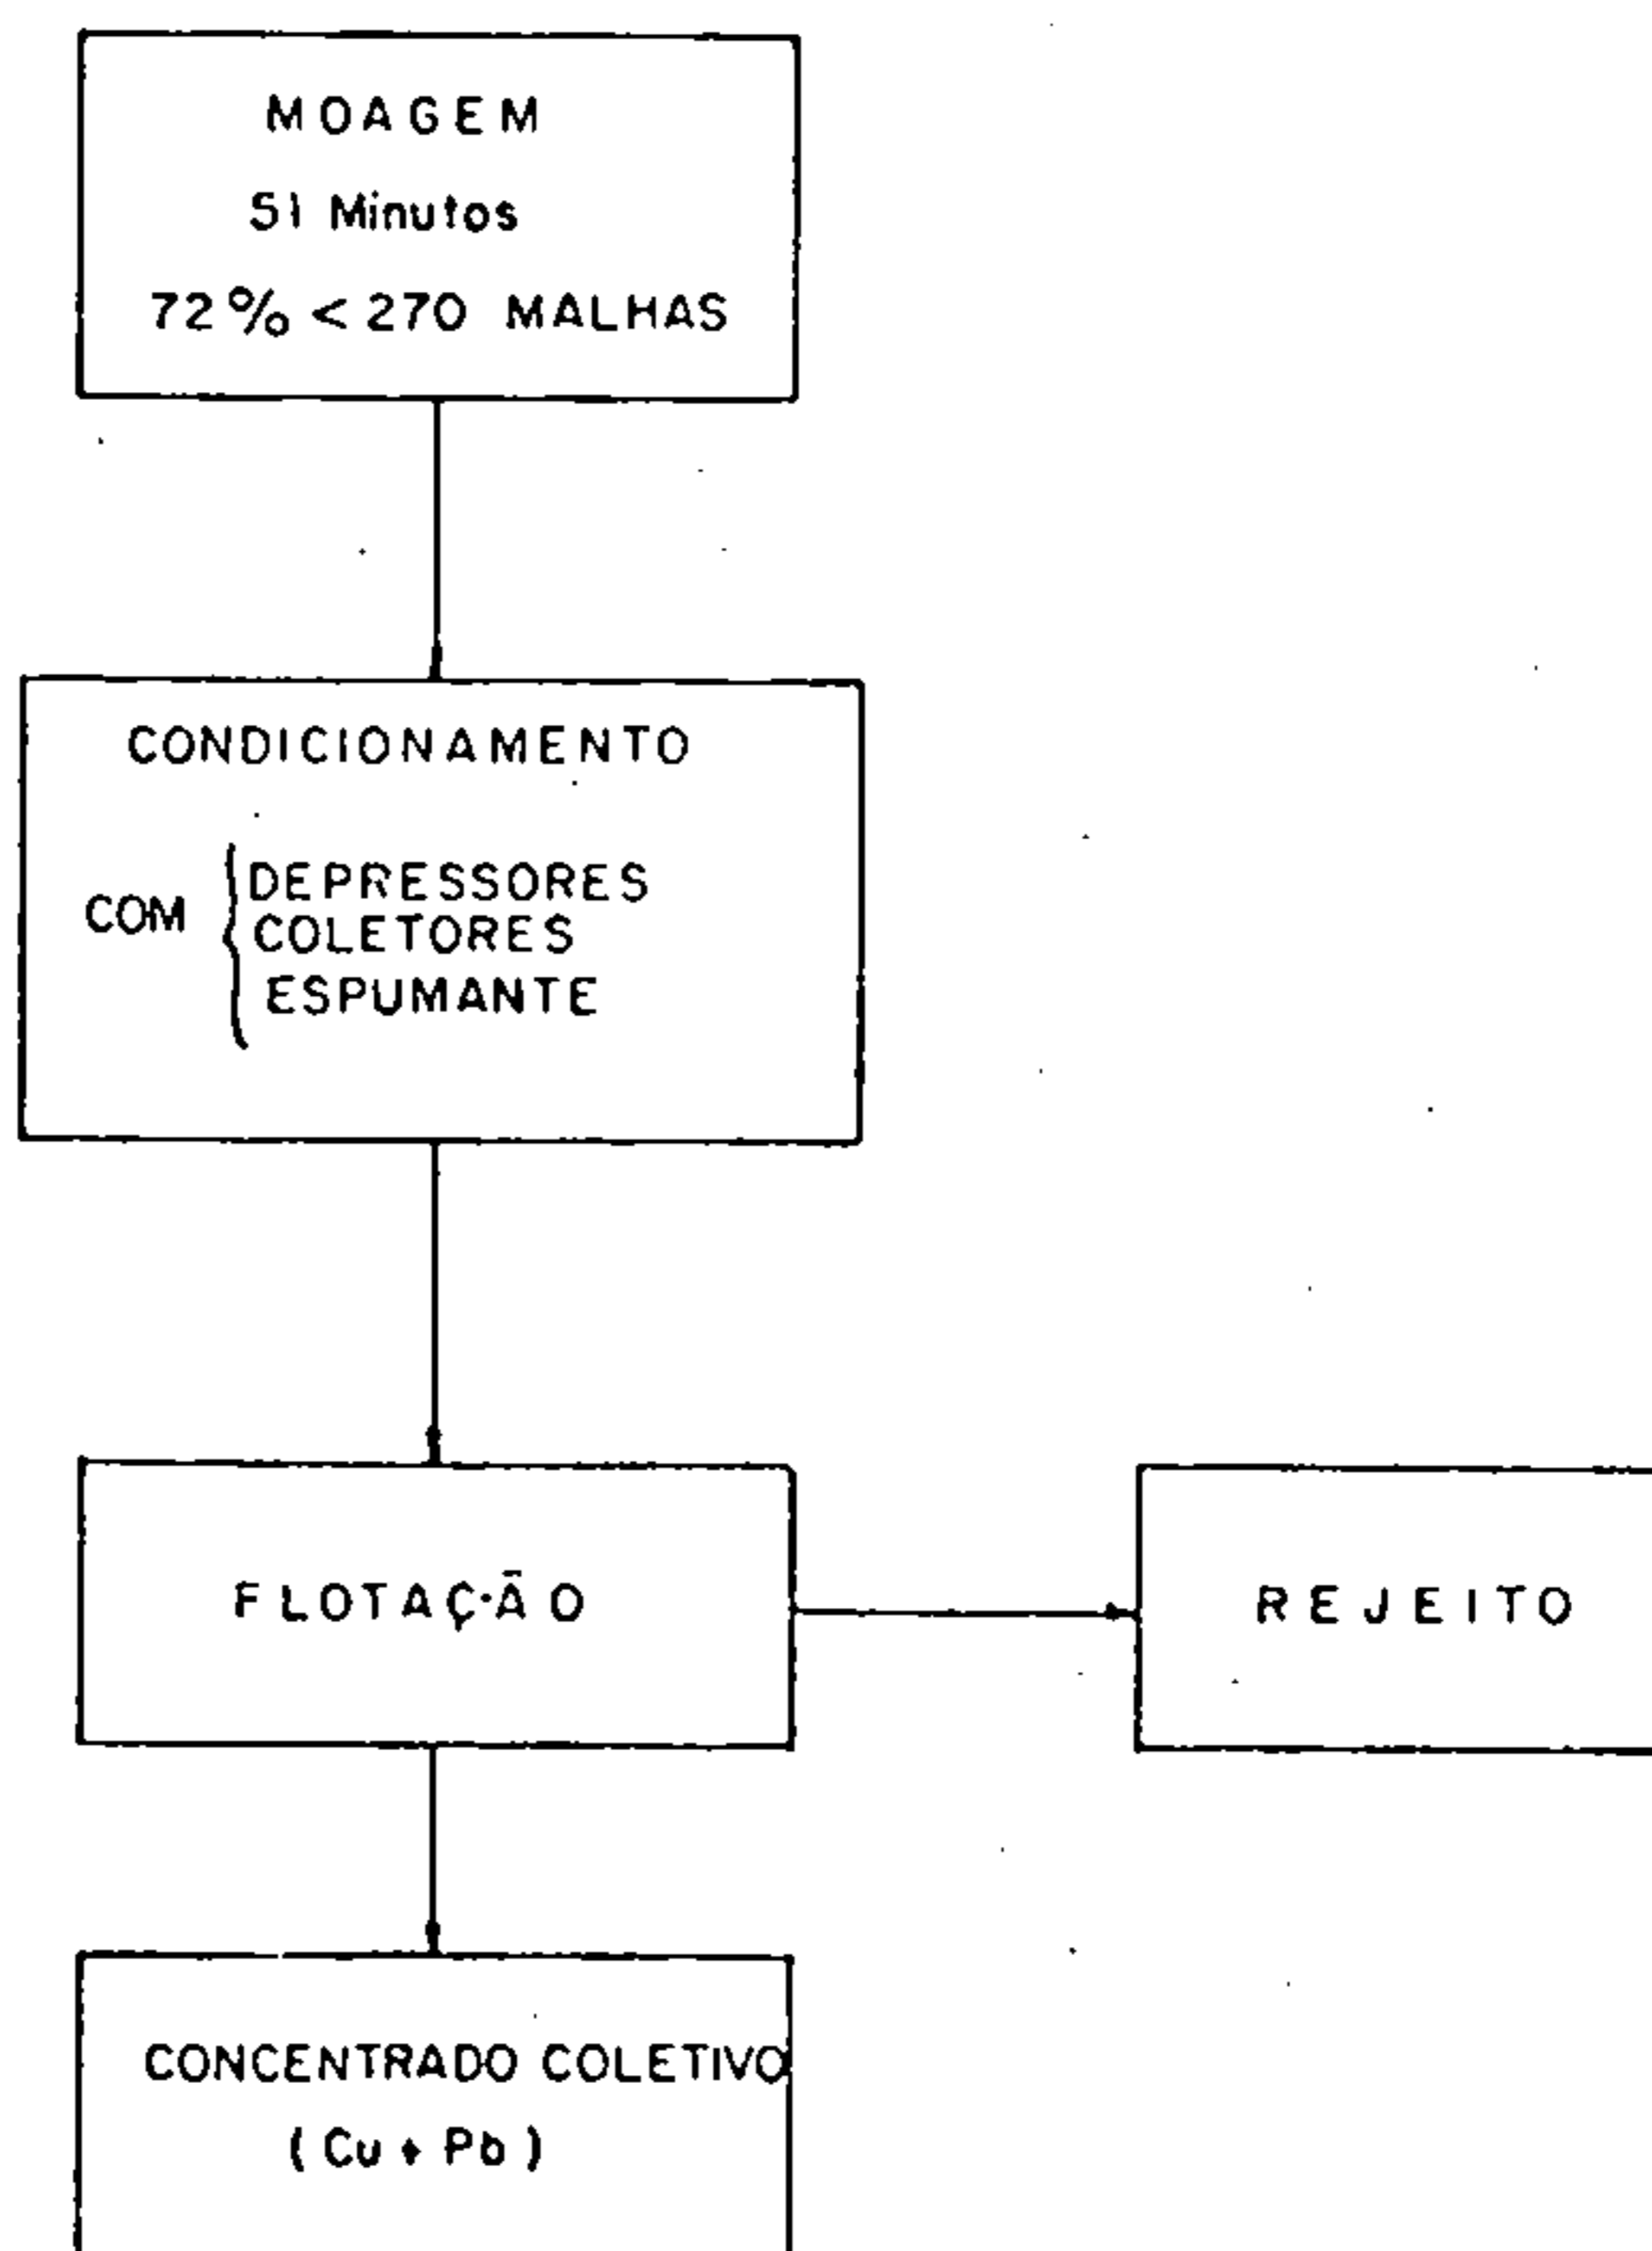 MOAGEM
51 Minutos
72% < 270 MALHAS
CONDICIONAMENTO
COM { DEPRESSORES
COLETORES
ESPUMANTE
FLOTAÇÃO
REJEITO
CONCENTRADO COLETIVO
(Cu + Pb)